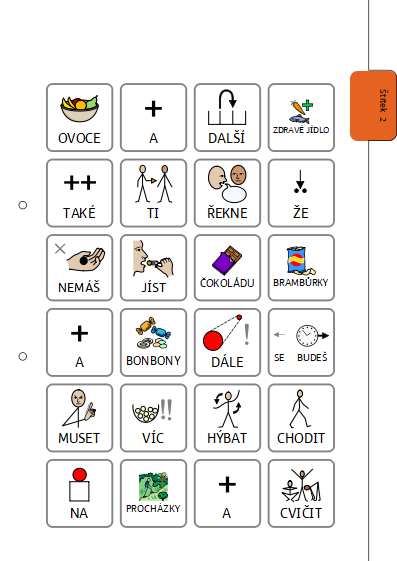 OVOCE A DALŠÍ ZDRAVÉ JÍDLO
TAKÉ TI ŘEKNE ŽE
NEMÁŠ JÍST ČOKOLÁDU BRAMBŮRKY
A BONBONY DÁLE SE BUDEŠ
MUSET VÍC HÝBAT CHODIT
NA PROCHÁZKY A CVIČIT
Štítek 2